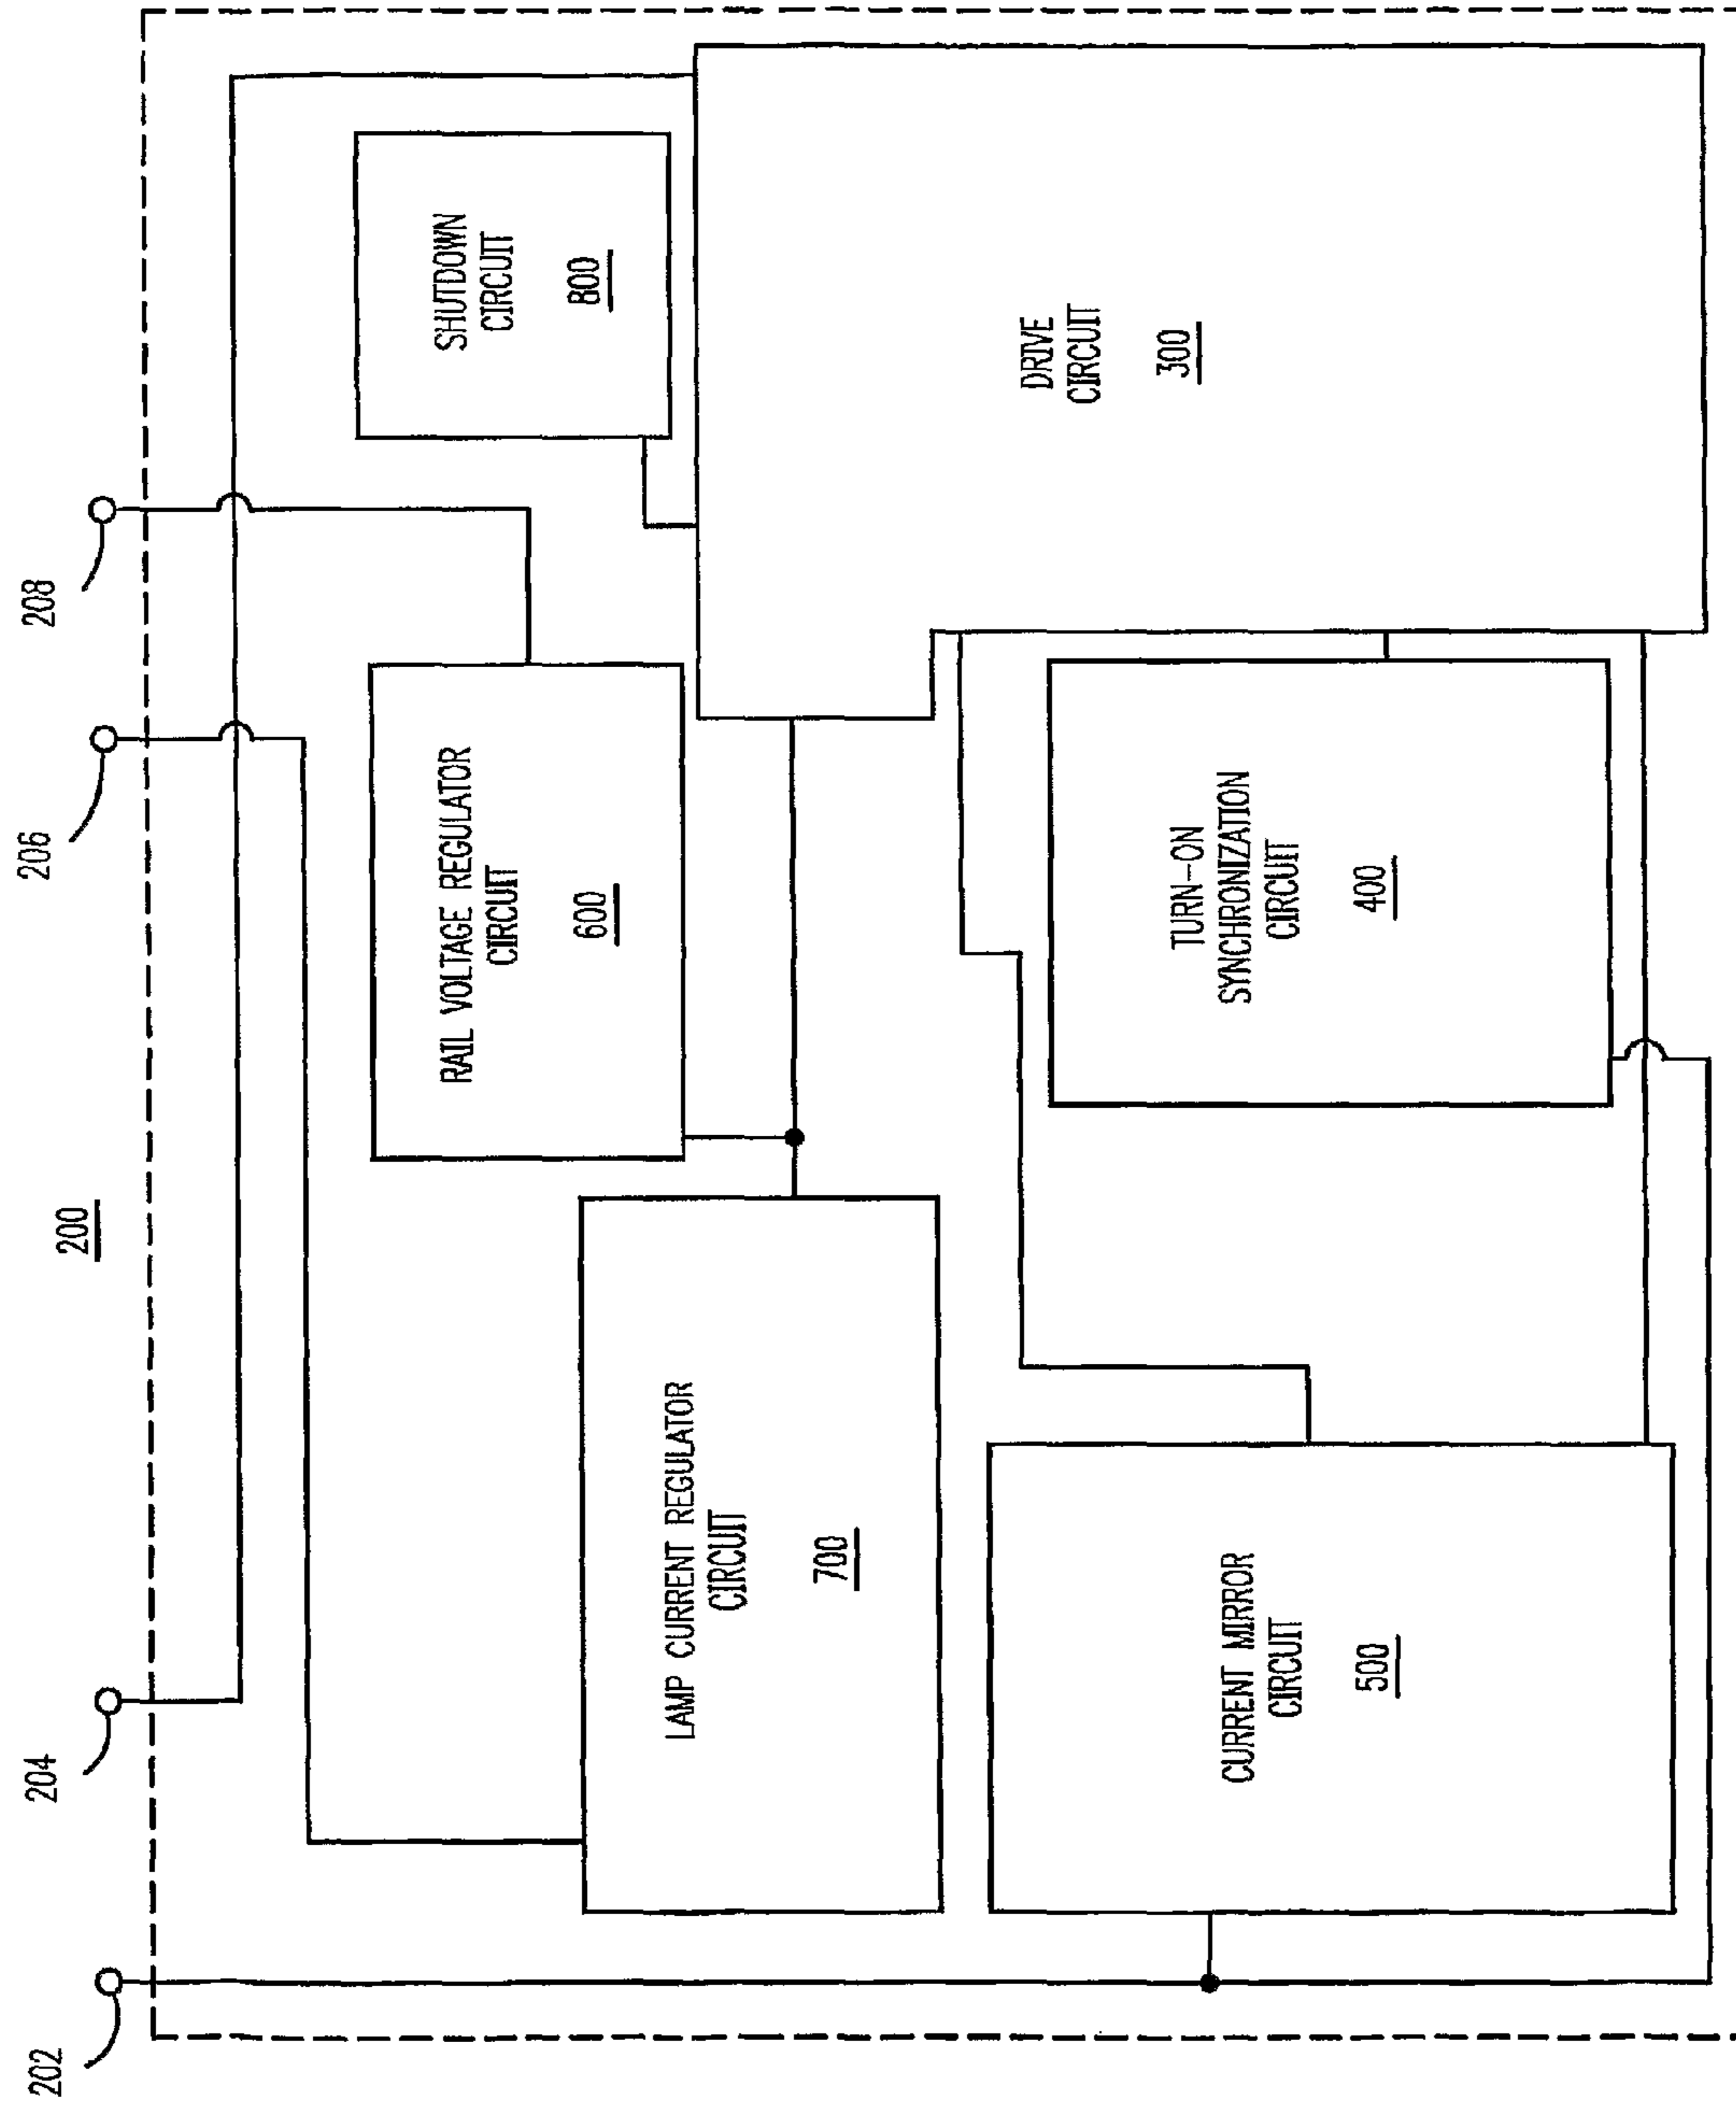 200
202
204
206
208
RAIL VOLTAGE REGULATOR
CIRCUIT
600
SHUTDOWN
CIRCUIT
800
LAMP CURRENT REGULATOR
CIRCUIT
700
DRIVE
CIRCUIT
300
CURRENT MIRROR
CIRCUIT
500
TURN-ON
SYNCHRONIZATION
CIRCUIT
400